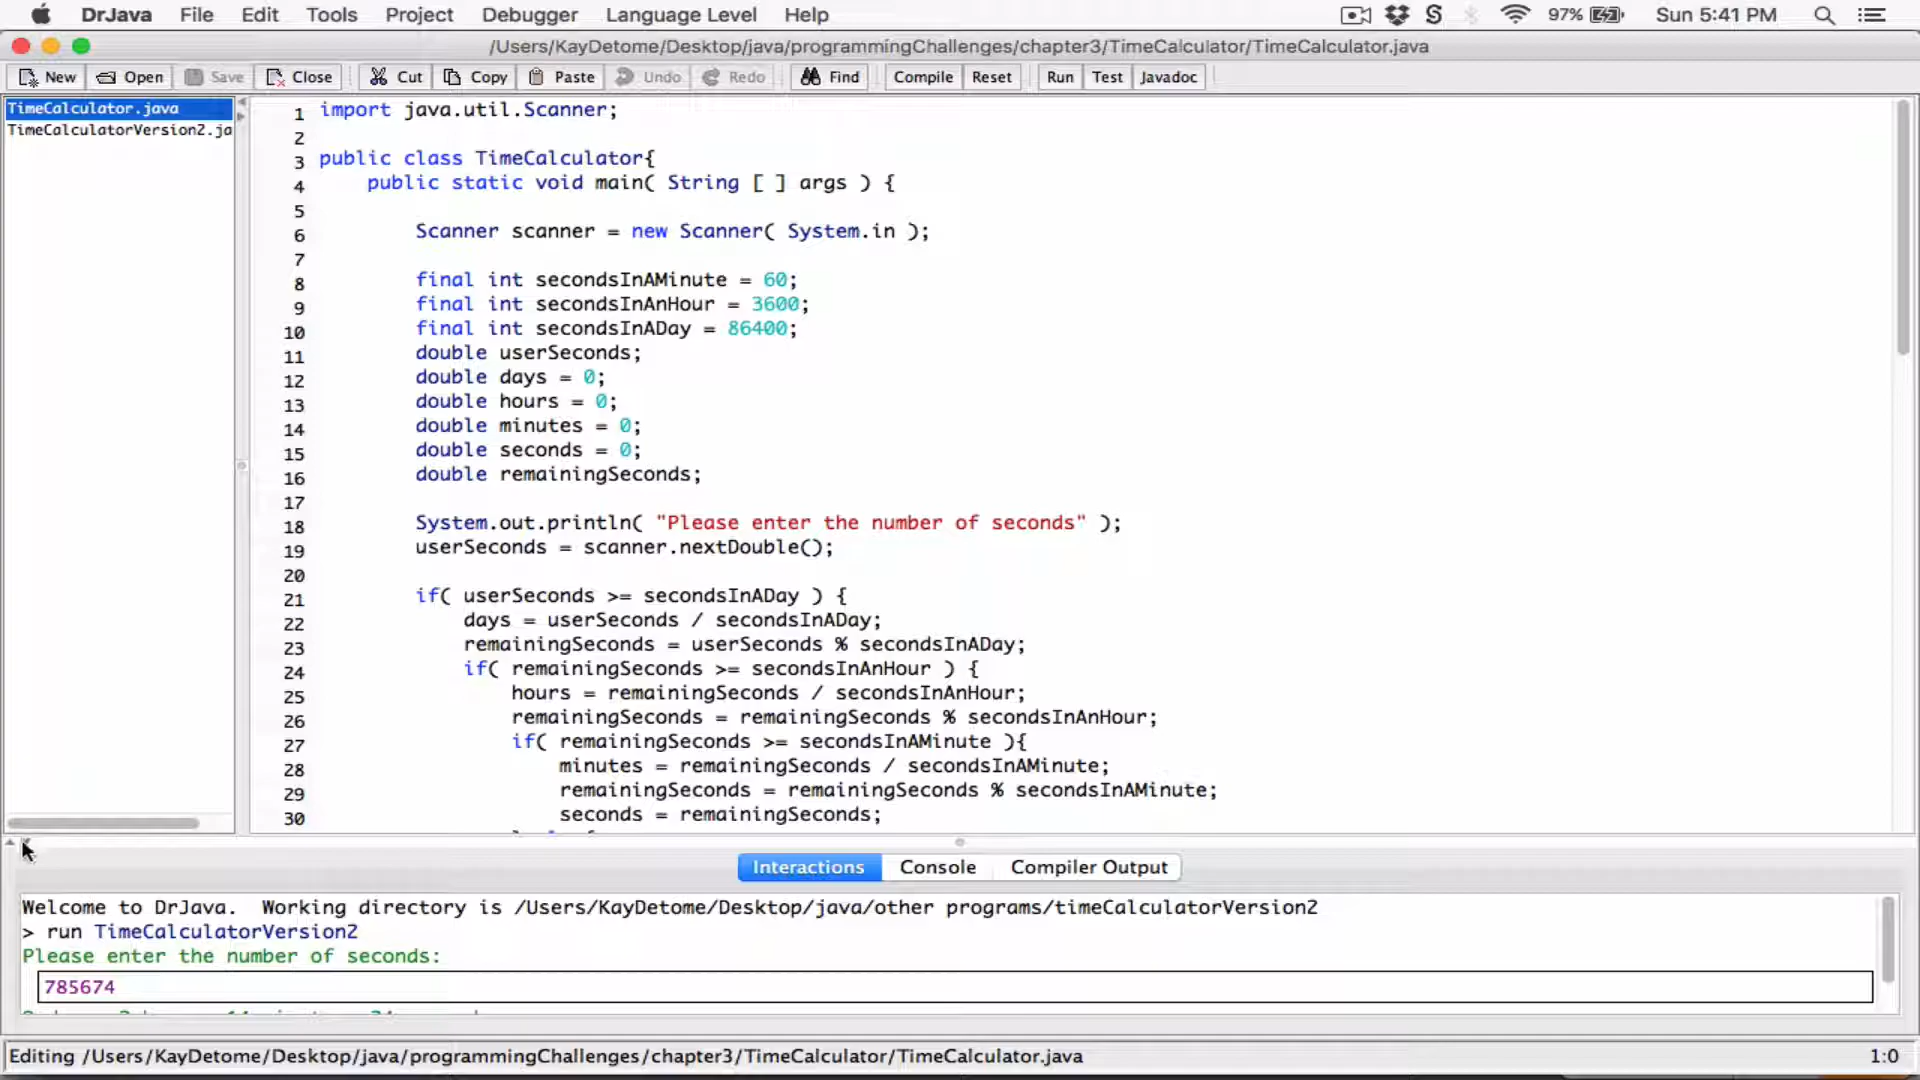 DrJava File Edit Tools Project Debugger Language Level Help 97% Sun 5:41 PM
/Users/KayDetome/Desktop/java/programmingChallenges/chapter3/TimeCalculator/TimeCalculator.java
New Open Save Close Cut Copy Paste Undo Redo Find Compile Reset Run Test Javadoc
TimeCalculator.java
TimeCalculatorVersion2.ja
1 import java.util.Scanner;
2
3 public class TimeCalculator{
4 public static void main( String [ ] args ) {
5
6 Scanner scanner = new Scanner( System.in );
7
8 final int secondsInAMinute = 60;
9 final int secondsInAnHour = 3600;
10 final int secondsInADay = 86400;
11 double userSeconds;
12 double days = 0;
13 double hours = 0;
14 double minutes = 0;
15 double seconds = 0;
16 double remainingSeconds;
17
18 System.out.println( "Please enter the number of seconds" );
19 userSeconds = scanner.nextDouble();
20
21 if( userSeconds >= secondsInADay ) {
22 days = userSeconds / secondsInADay;
23 remainingSeconds = userSeconds % secondsInADay;
24 if( remainingSeconds >= secondsInAnHour ) {
25 hours = remainingSeconds / secondsInAnHour;
26 remainingSeconds = remainingSeconds % secondsInAnHour;
27 if( remainingSeconds >= secondsInAMinute ){
28 minutes = remainingSeconds / secondsInAMinute;
29 remainingSeconds = remainingSeconds % secondsInAMinute;
30 seconds = remainingSeconds;
Interactions Console Compiler Output
Welcome to DrJava. Working directory is /Users/KayDetome/Desktop/java/other programs/timeCalculatorVersion2
> run TimeCalculatorVersion2
Please enter the number of seconds:
785674
Editing /Users/KayDetome/Desktop/java/programmingChallenges/chapter3/TimeCalculator/TimeCalculator.java 1:0